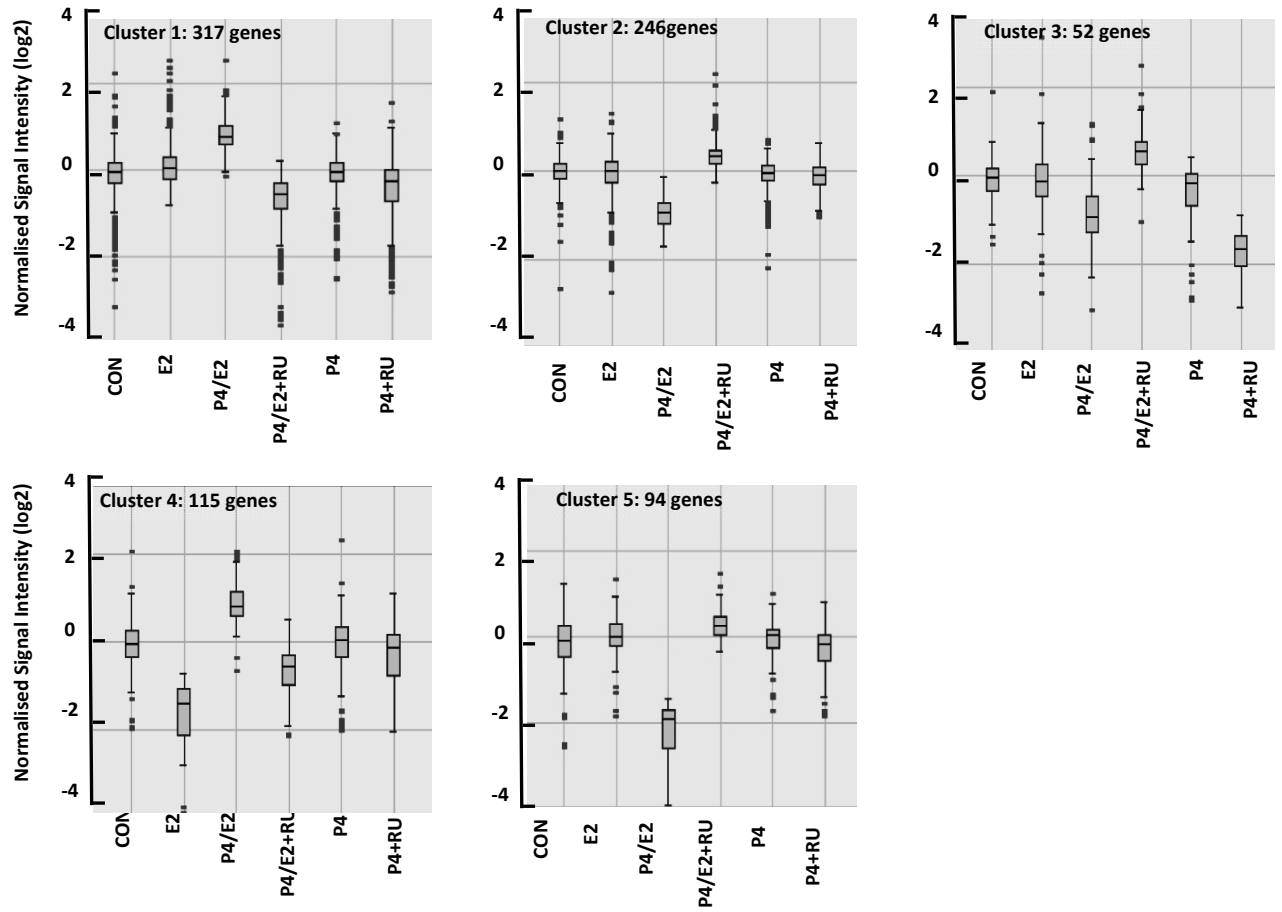 Normalised Signal Intensity (log2)
Cluster 1: 317 genes
4
2
0
-2
-4
CON
E2
P4/E2
P4/E2+RU
P4
P4+RU
Cluster 2: 246genes
4
2
0
-2
-4
CON
E2
P4/E2
P4/E2+RU
P4
P4+RU
Cluster 3: 52 genes
4
2
0
-2
-4
CON
E2
P4/E2
P4/E2+RU
P4
P4+RU
Normalised Signal Intensity (log2)
Cluster 4: 115 genes
4
2
0
-2
-4
CON
E2
P4/E2
P4/E2+RU
P4
P4+RU
Cluster 5: 94 genes
4
2
0
-2
-4
CON
E2
P4/E2
P4/E2+RU
P4
P4+RU